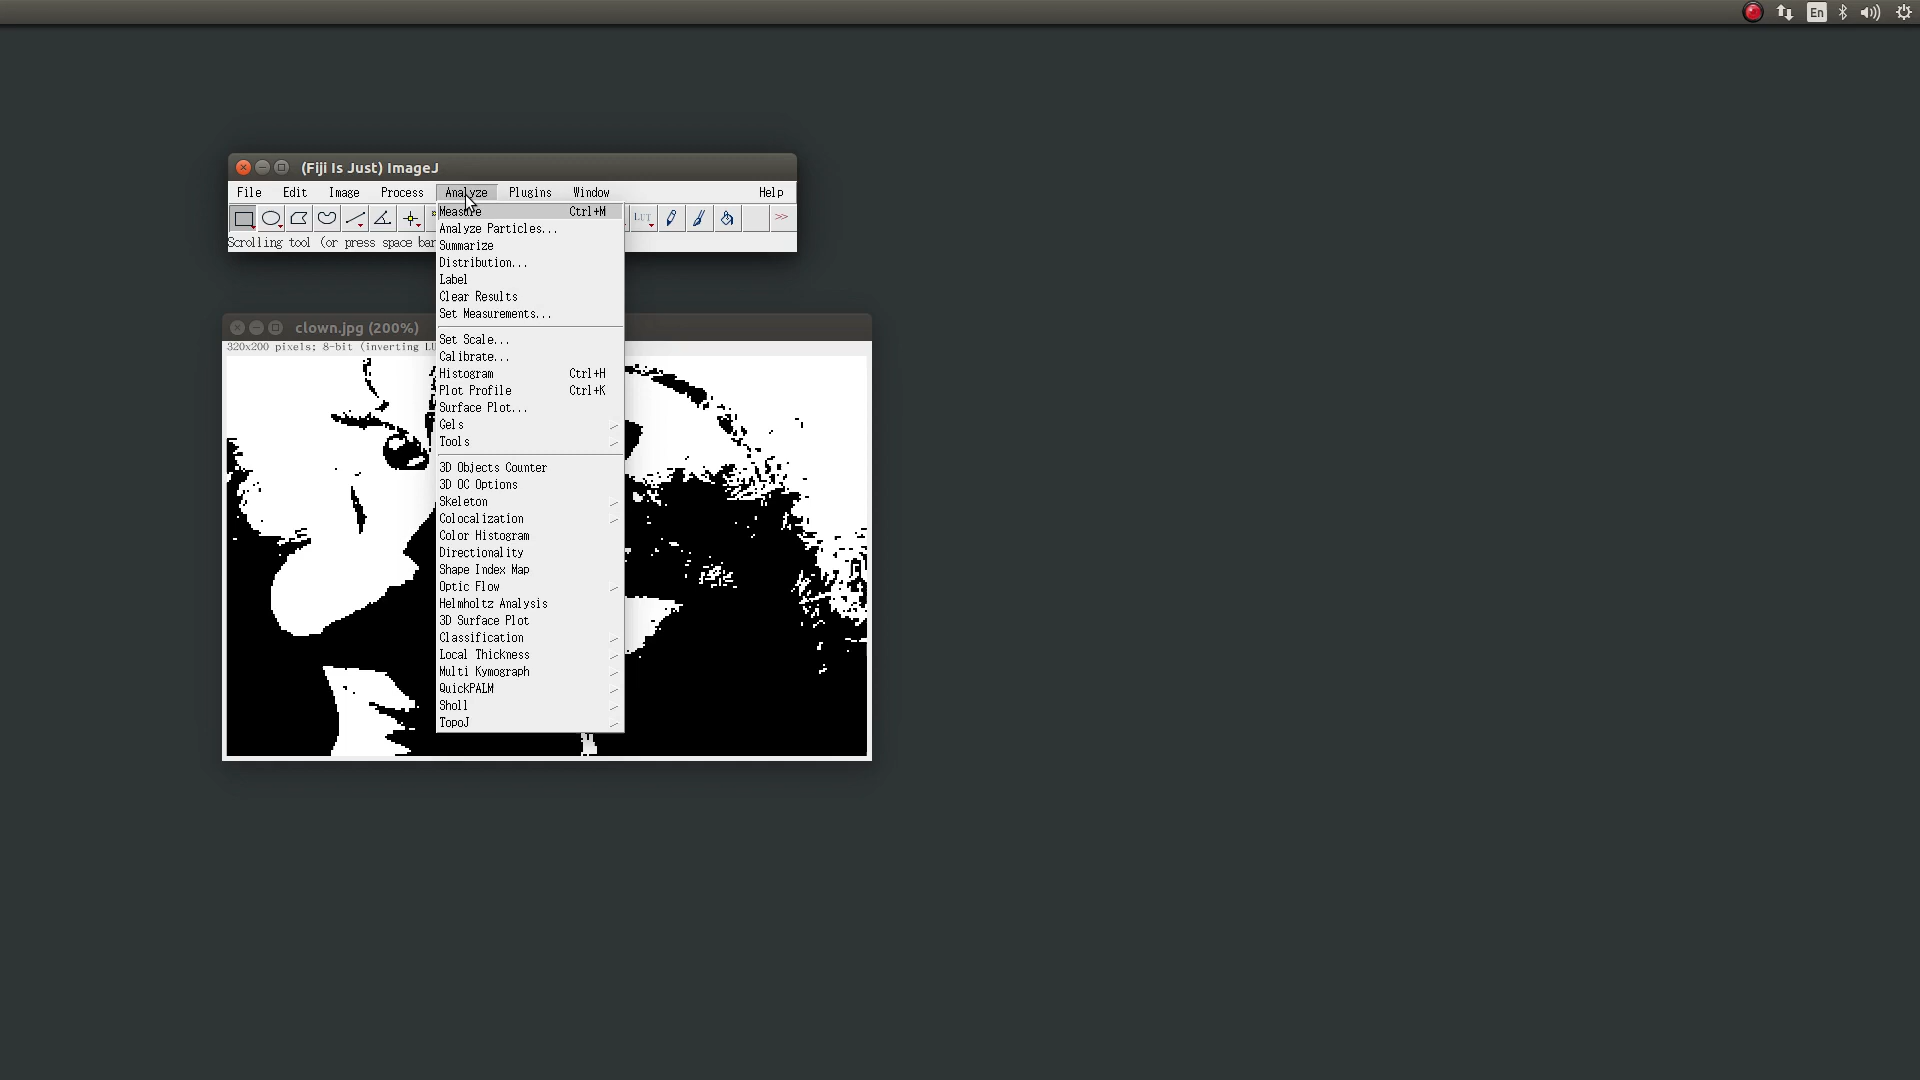 En
(Fiji Is Just) ImageJ
File Edit Image Process Analyze Plugins Window Help
LUT >>
Scrolling tool (or press space bar
Measure Ctrl+M
Analyze Particles...
Summarize
Distribution...
Label
Clear Results
Set Measurements...
Set Scale...
Calibrate...
Histogram Ctrl+H
Plot Profile Ctrl+K
Surface Plot...
Gels
Tools
3D Objects Counter
3D OC Options
Skeleton
Colocalization
Color Histogram
Directionality
Shape Index Map
Optic Flow
Helmholtz Analysis
3D Surface Plot
Classification
Local Thickness
Multi Kymograph
QuickPALM
Sholl
TopoJ
clown.jpg (200%)
320x200 pixels; 8-bit (inverting LU